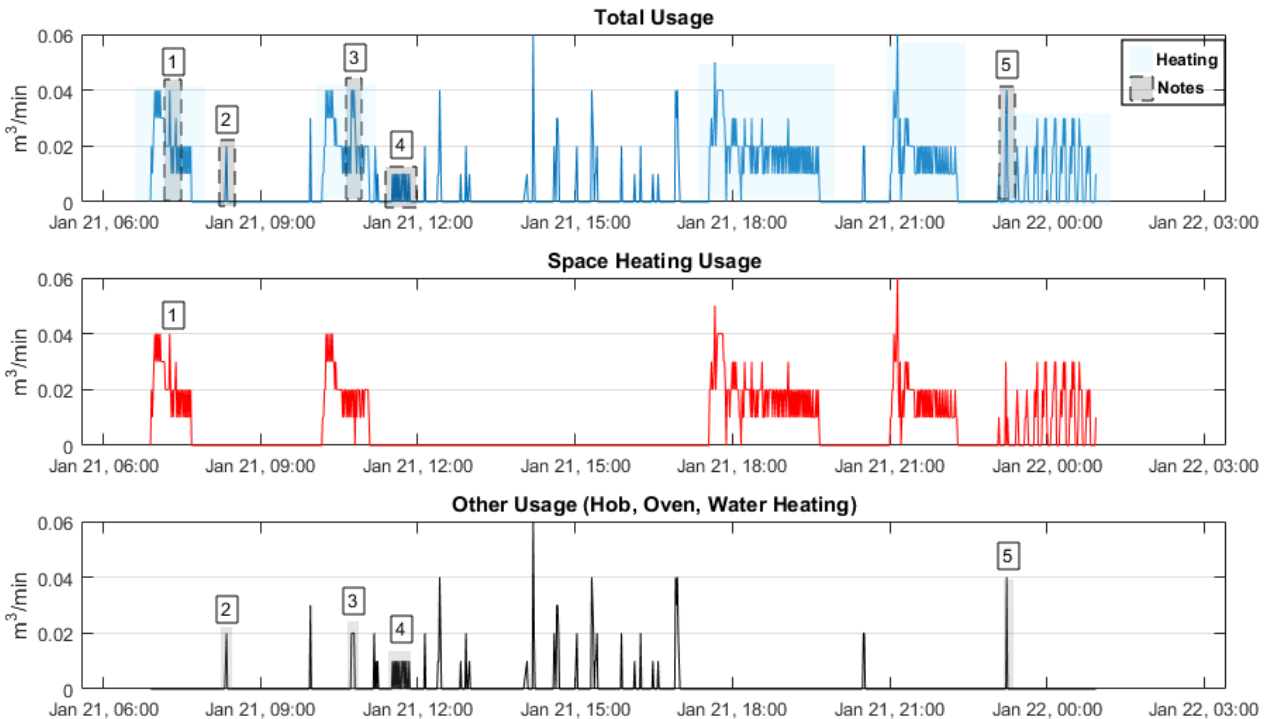 Total Usage
0.06
0.04
0.02
0
m³/min
1
2
3
4
5
Heating
Notes
Jan 21, 06:00 Jan 21, 09:00 Jan 21, 12:00 Jan 21, 15:00 Jan 21, 18:00 Jan 21, 21:00 Jan 22, 00:00 Jan 22, 03:00
Space Heating Usage
0.06
0.04
0.02
0
m³/min
1
Jan 21, 06:00 Jan 21, 09:00 Jan 21, 12:00 Jan 21, 15:00 Jan 21, 18:00 Jan 21, 21:00 Jan 22, 00:00 Jan 22, 03:00
Other Usage (Hob, Oven, Water Heating)
0.06
0.04
0.02
0
m³/min
2
3
4
5
Jan 21, 06:00 Jan 21, 09:00 Jan 21, 12:00 Jan 21, 15:00 Jan 21, 18:00 Jan 21, 21:00 Jan 22, 00:00 Jan 22, 03:00